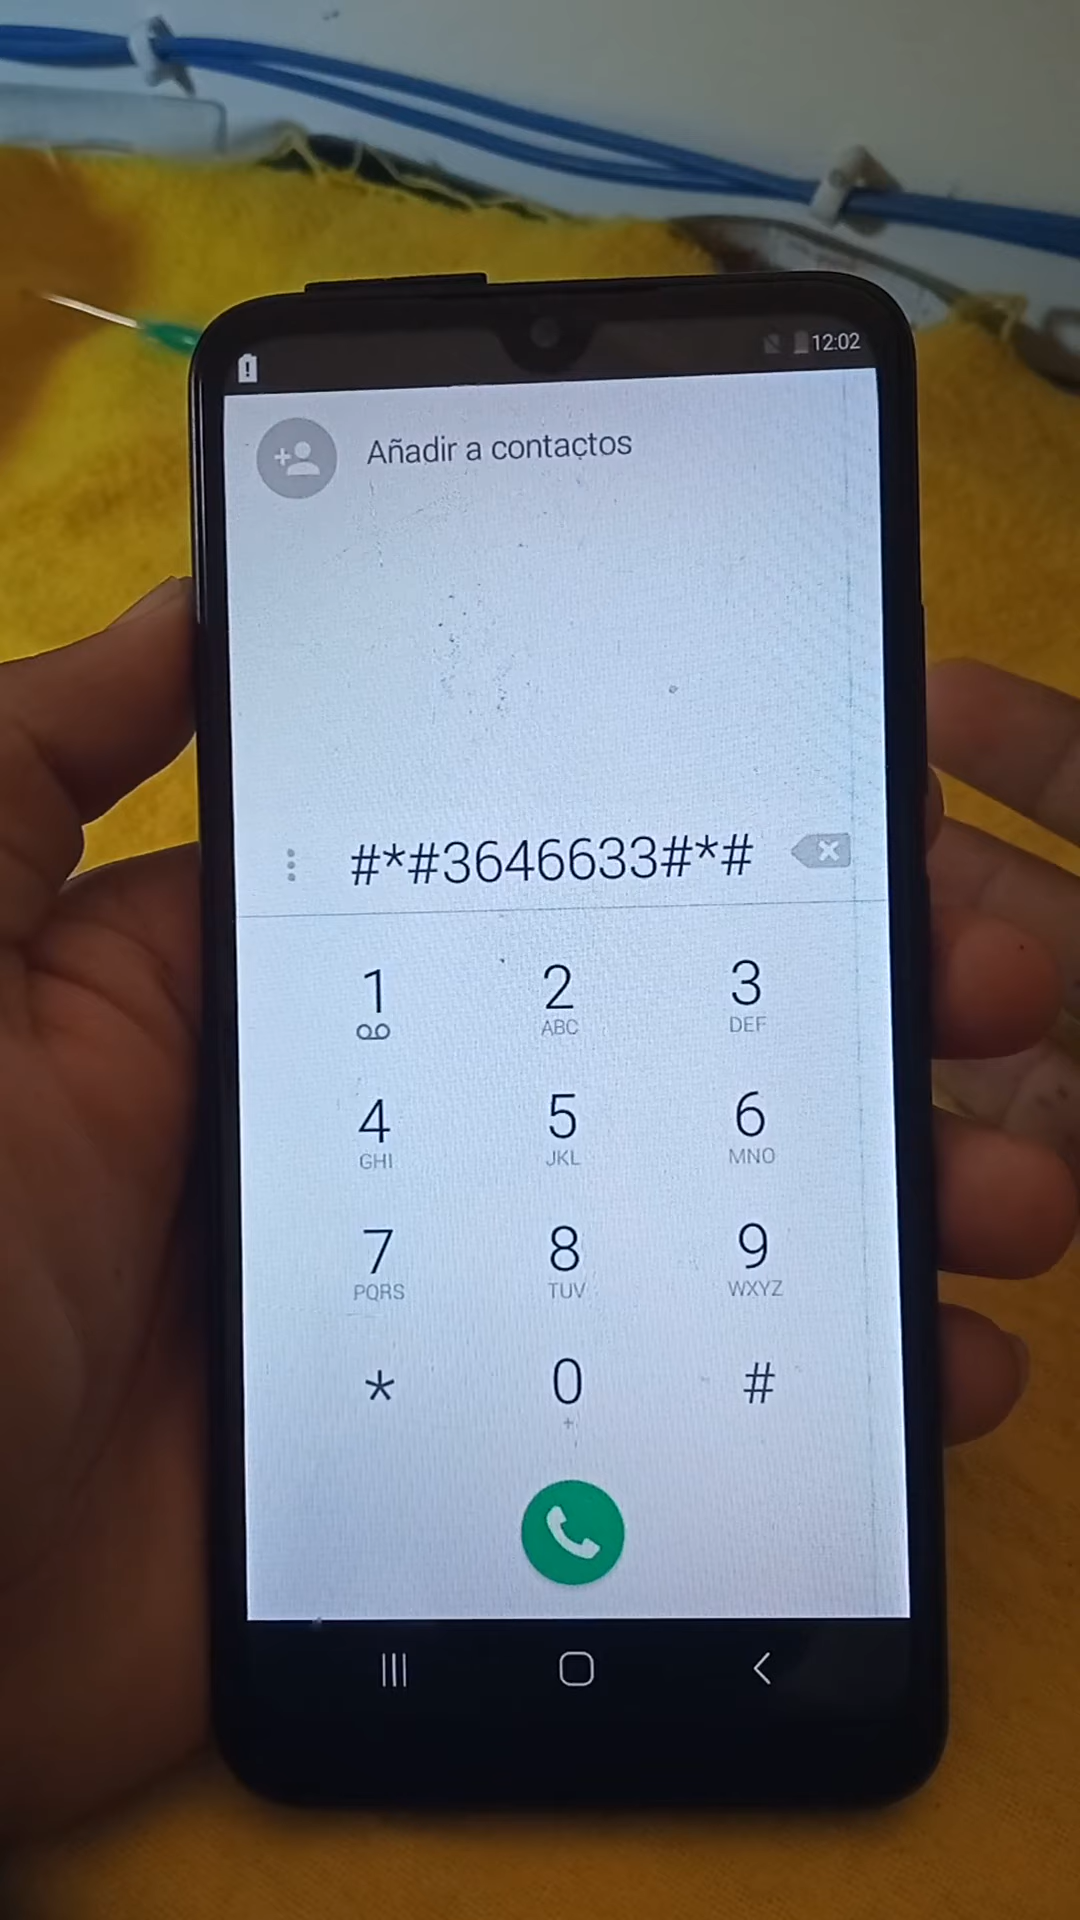 12:02
Añadir a contactos
#*#3646633#*#
1 2 3
ABC DEF
4 5 6
GHI JKL MNO
7 8 9
PQRS TUV WXYZ
* 0 #
+